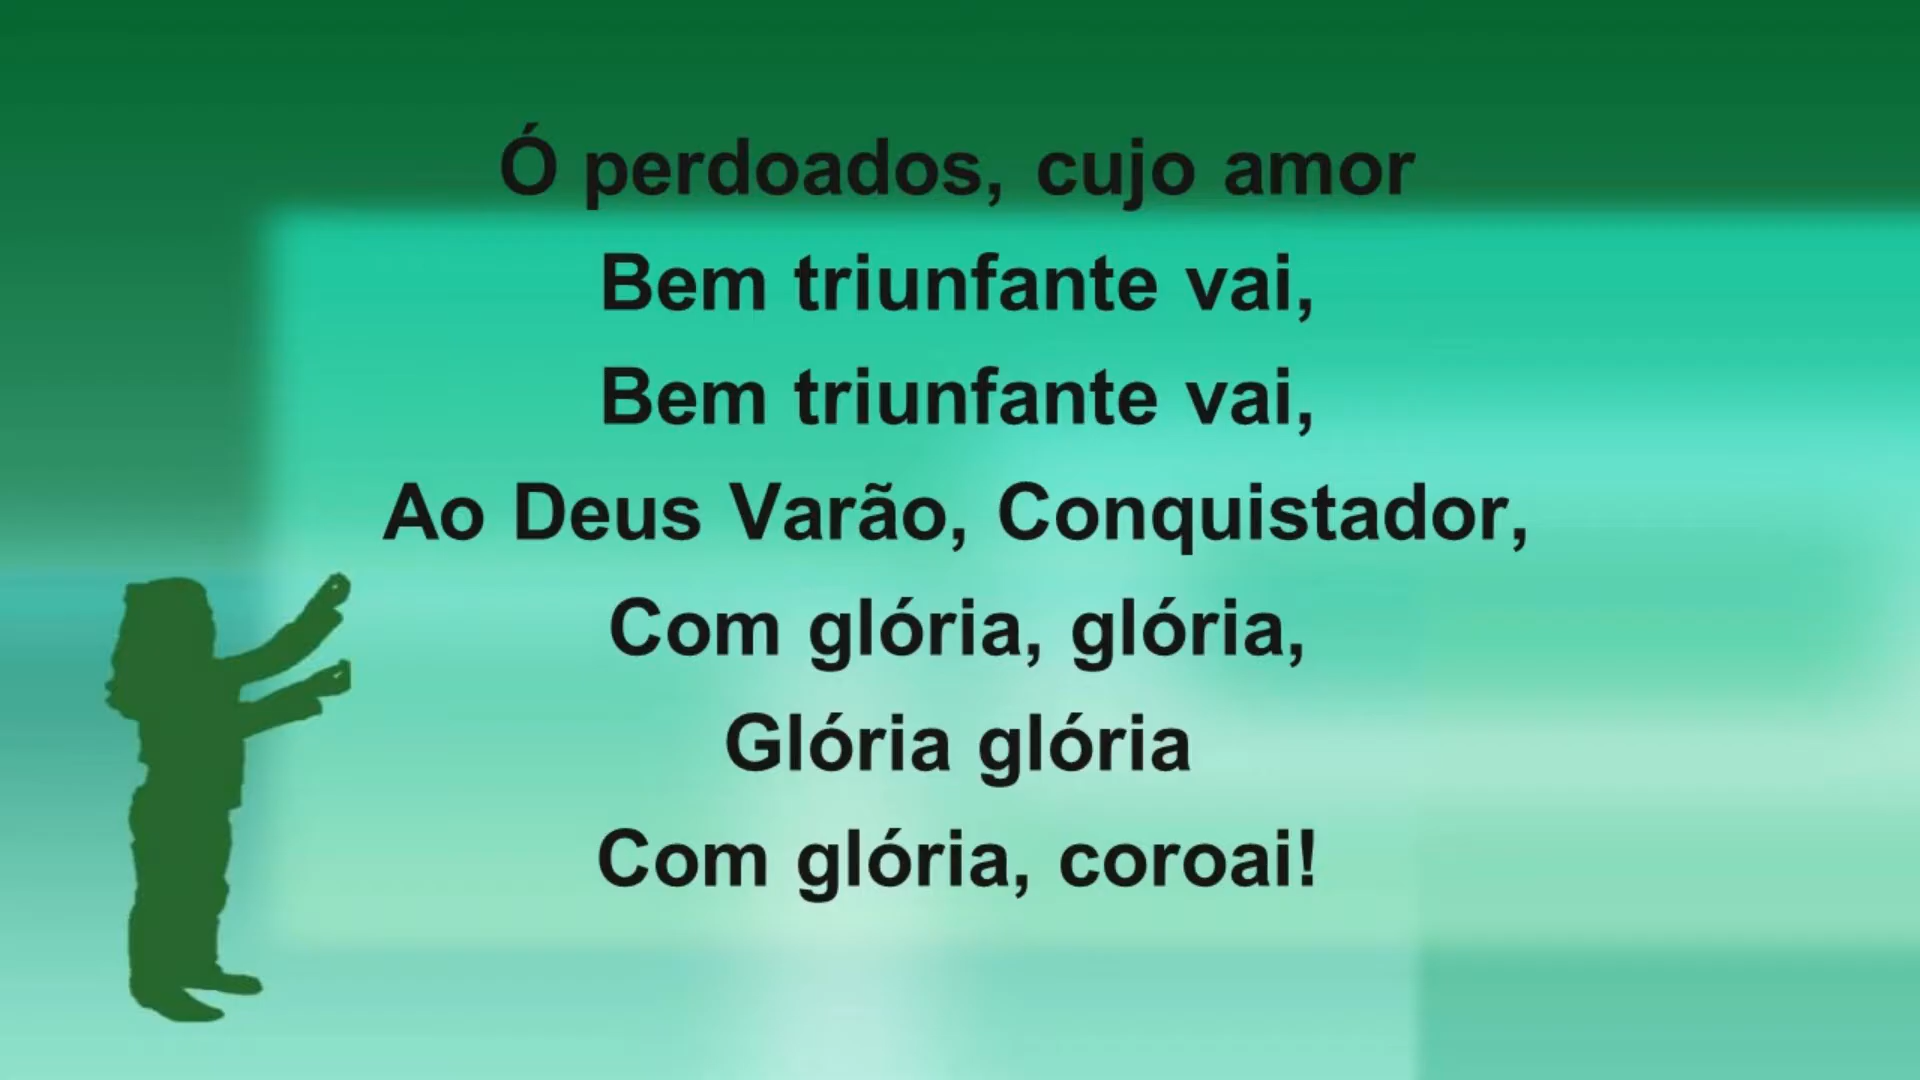 Ó perdoados, cujo amor
Bem triunfante vai,
Bem triunfante vai,
Ao Deus Varão, Conquistador,
Com glória, glória,
Glória glória
Com glória, coroai!